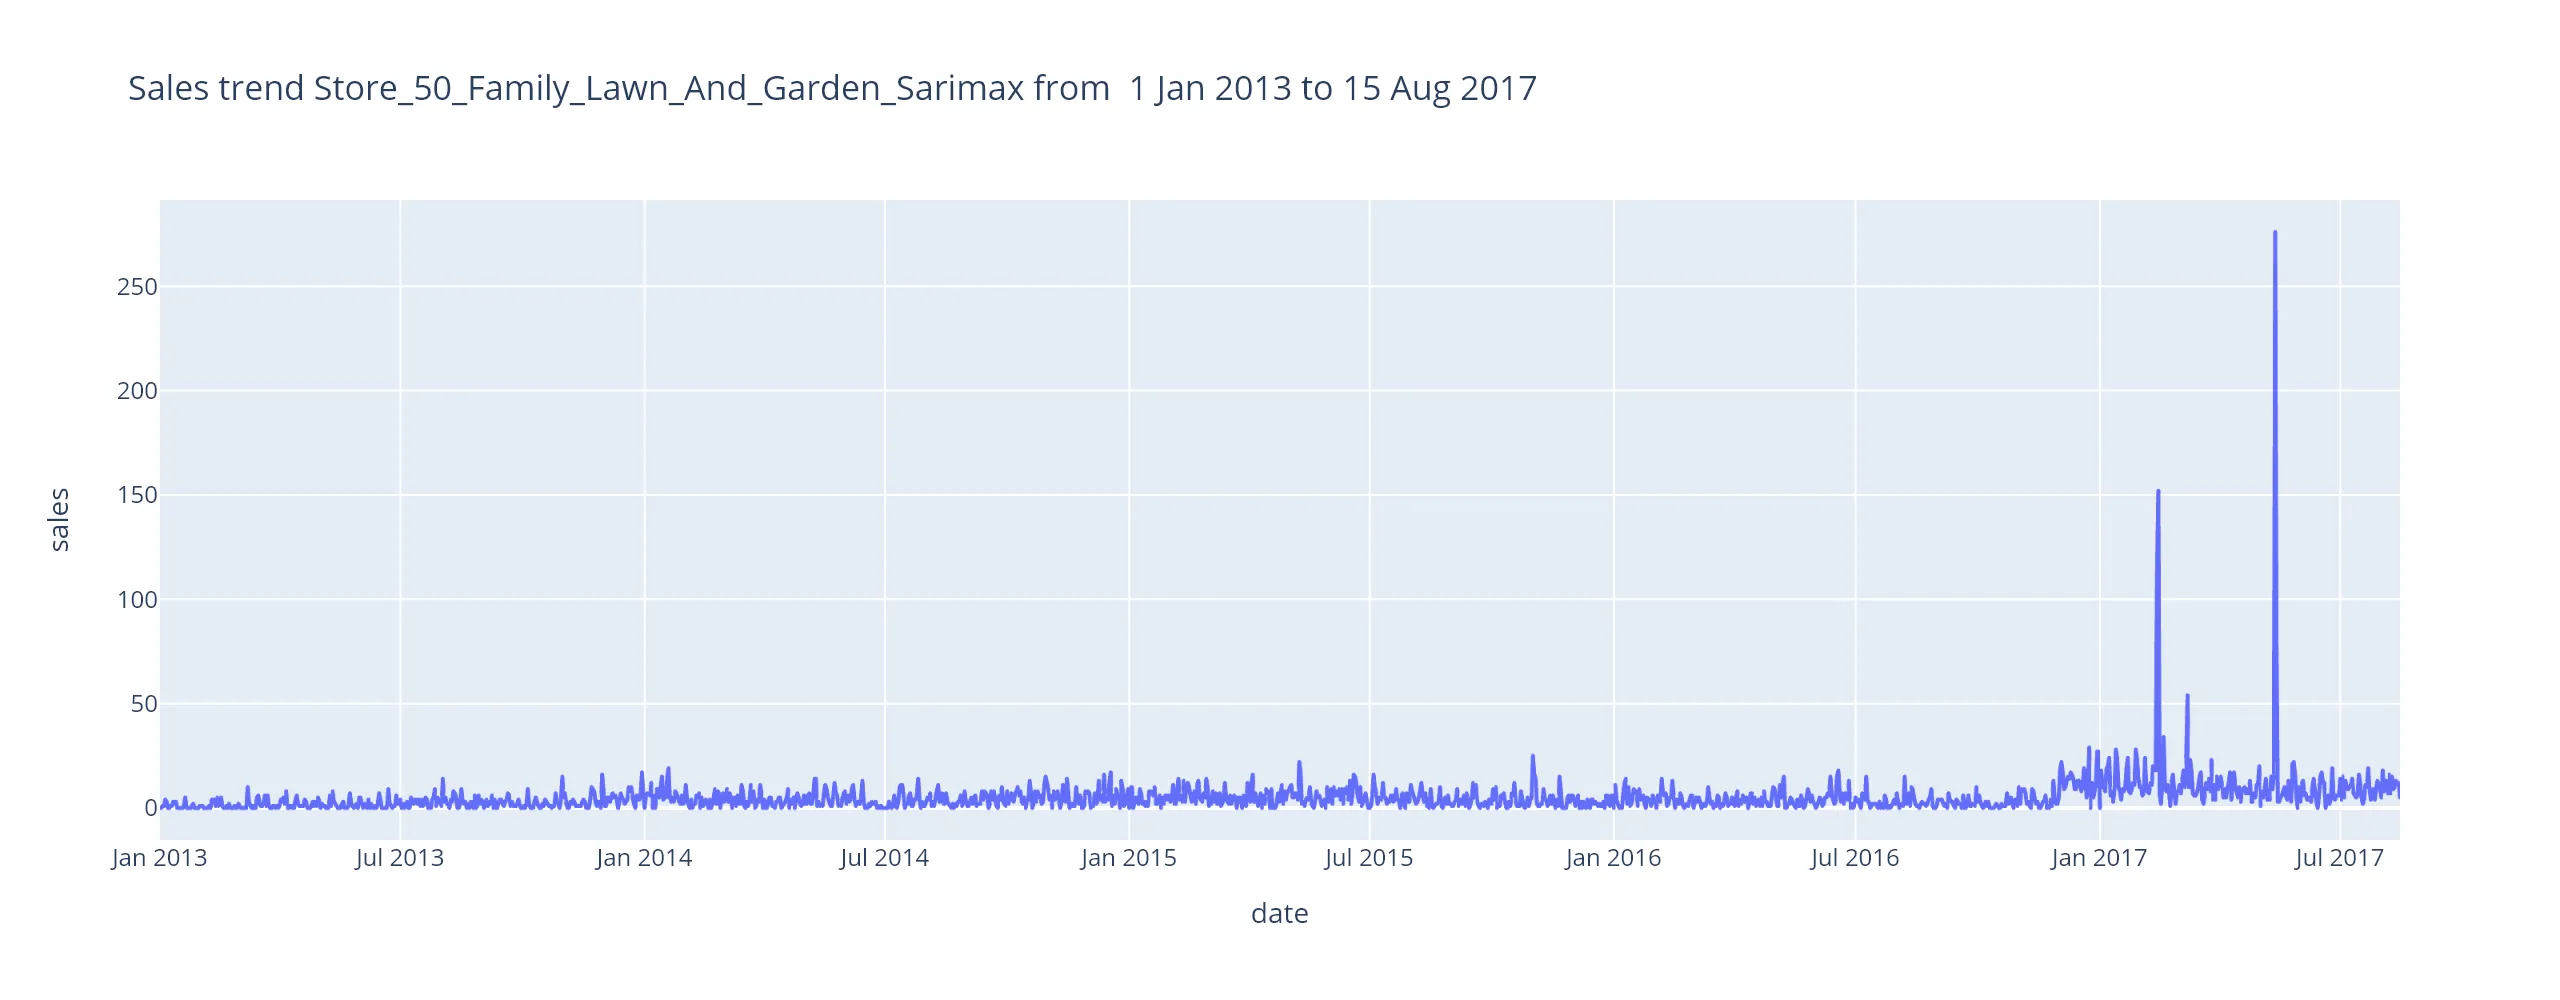 Sales trend Store_50_Family_Lawn_And_Garden_Sarimax from  1 Jan 2013 to 15 Aug 2017
250
200
150
100
50
0
sales
Jan 2013 Jul 2013 Jan 2014 Jul 2014 Jan 2015 Jul 2015 Jan 2016 Jul 2016 Jan 2017 Jul 2017
date